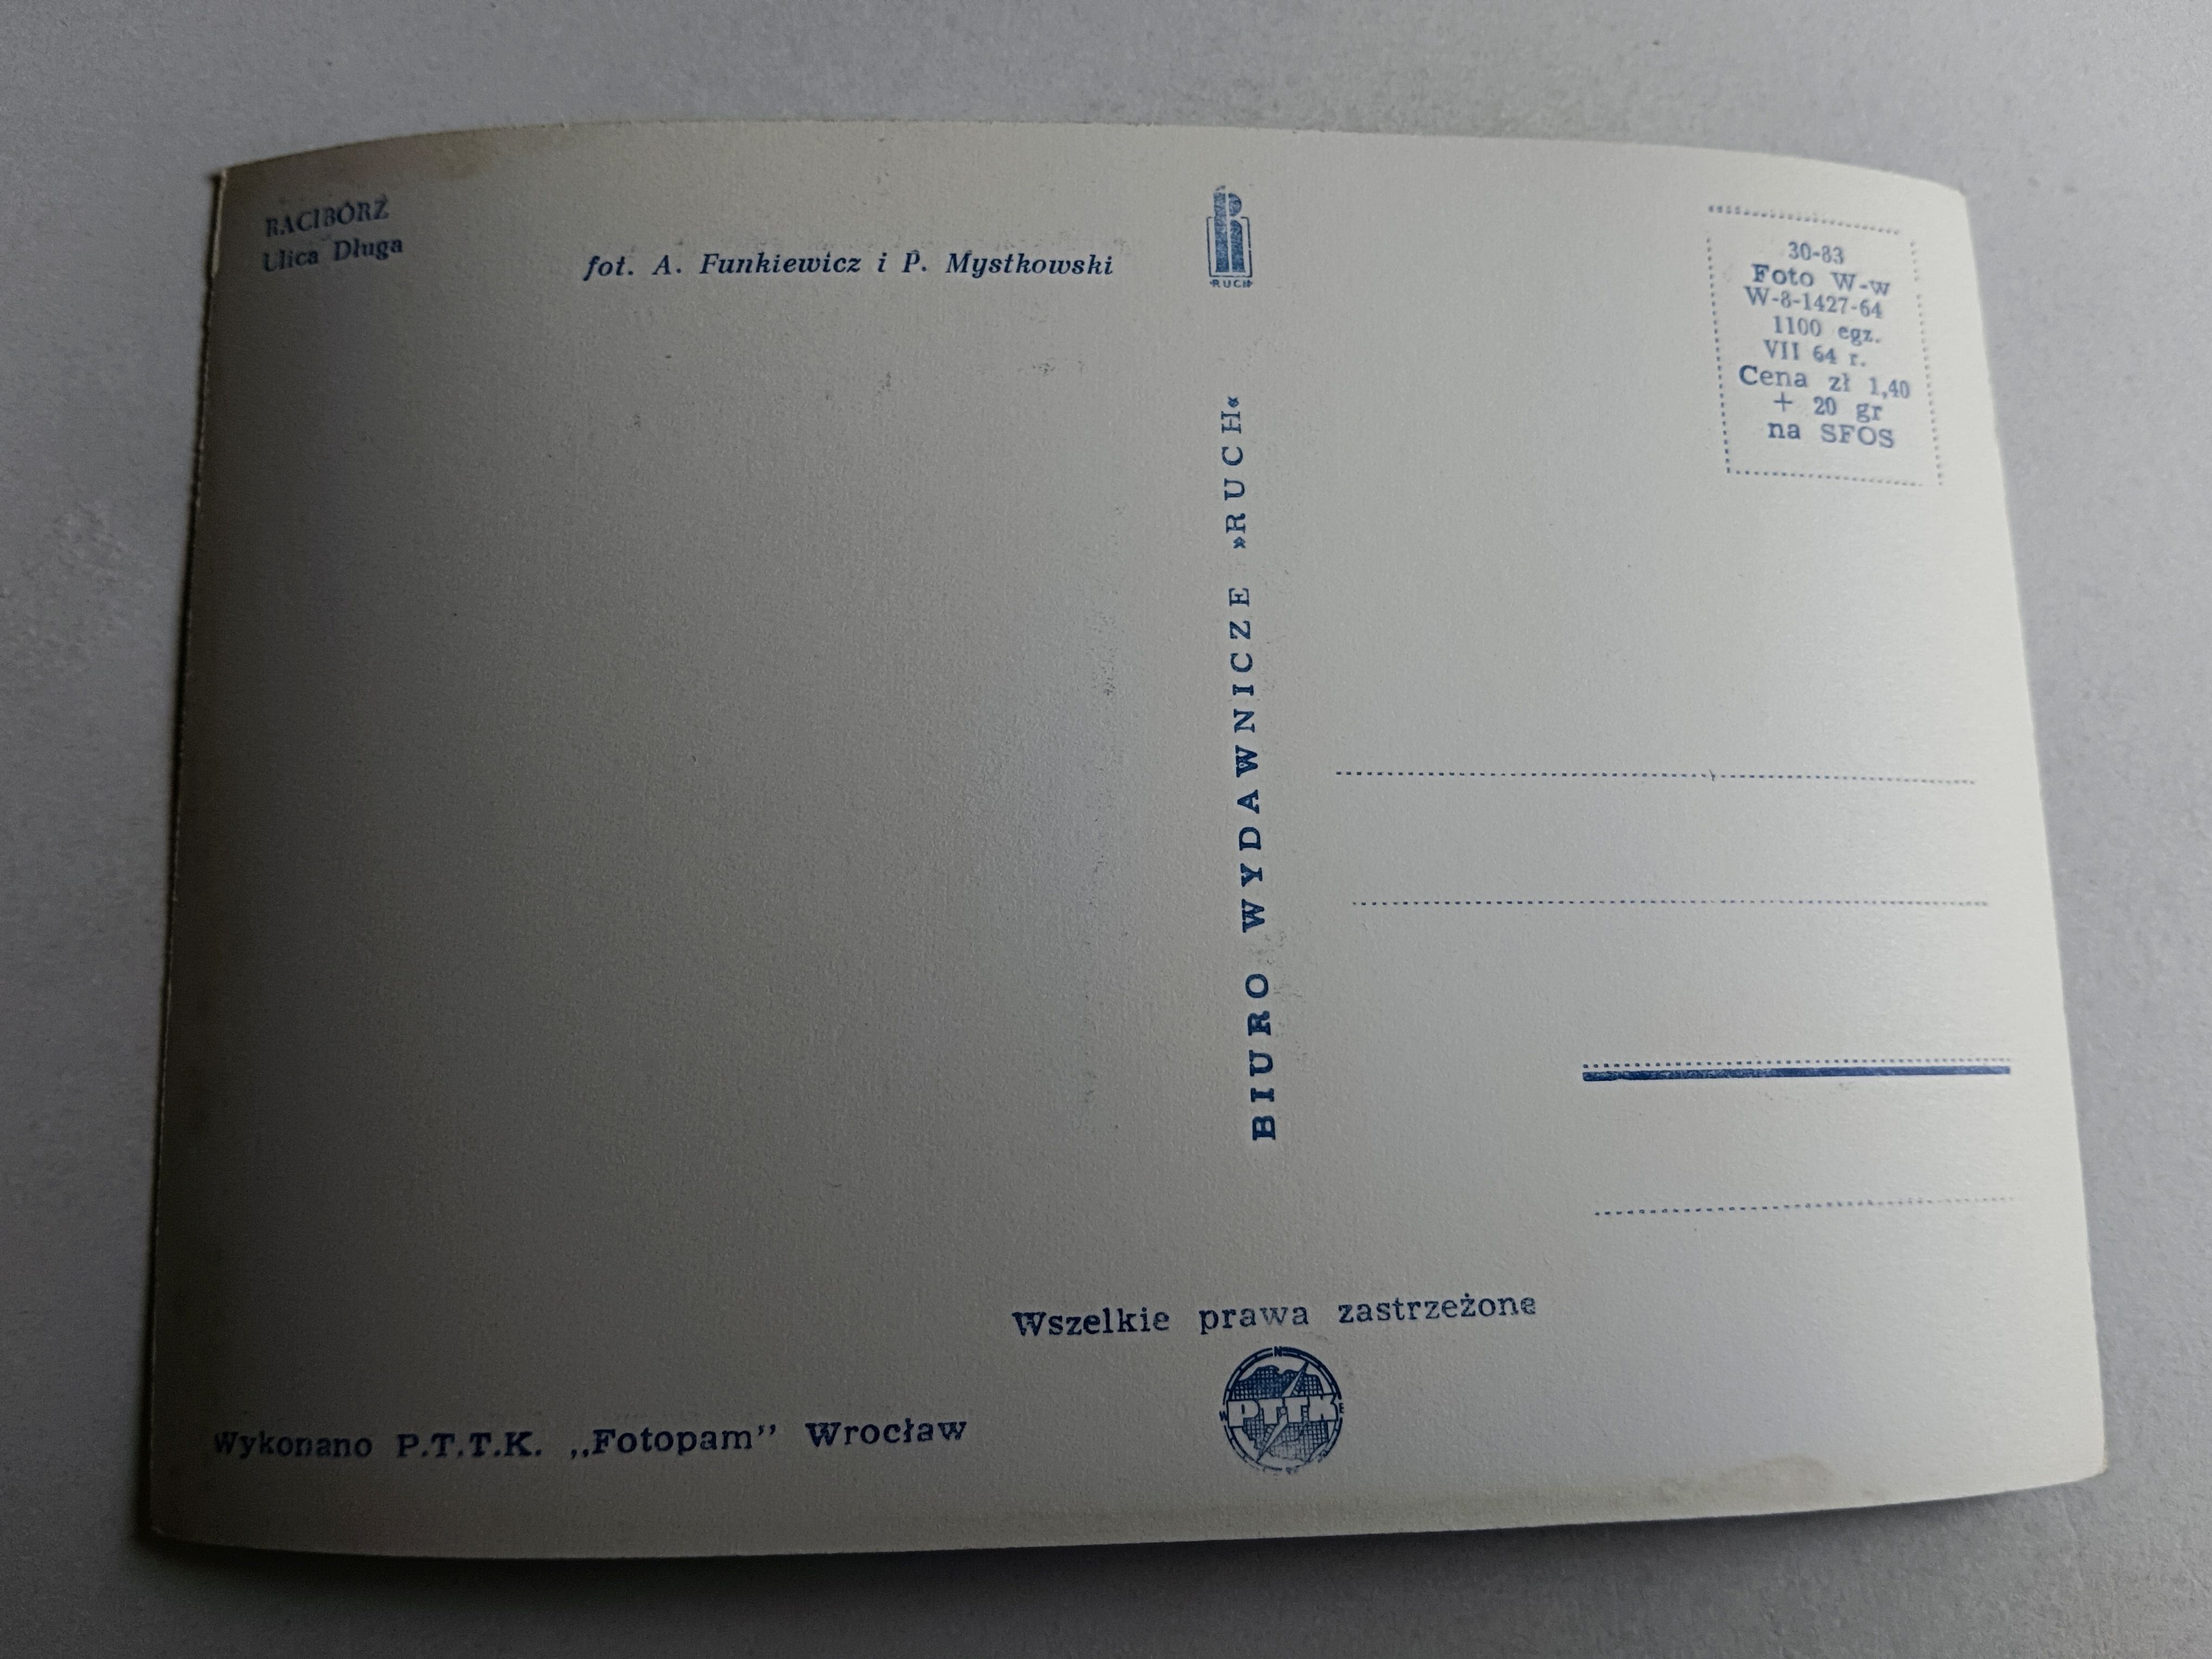 RACIBÓRZ
Ulica Długa
fot. A. Funkiewicz i P. Mystkowski
RUCH
BIURO WYDAWNICZE »RUCH«
30-83
Foto W-w
W-8-1427-64
1100 egz.
VII 64 r.
Cena zł 1,40
+ 20 gr
na SFOS
Wszelkie prawa zastrzeżone
N
W PTTK E
Wykonano P.T.T.K. „Fotopam” Wrocław